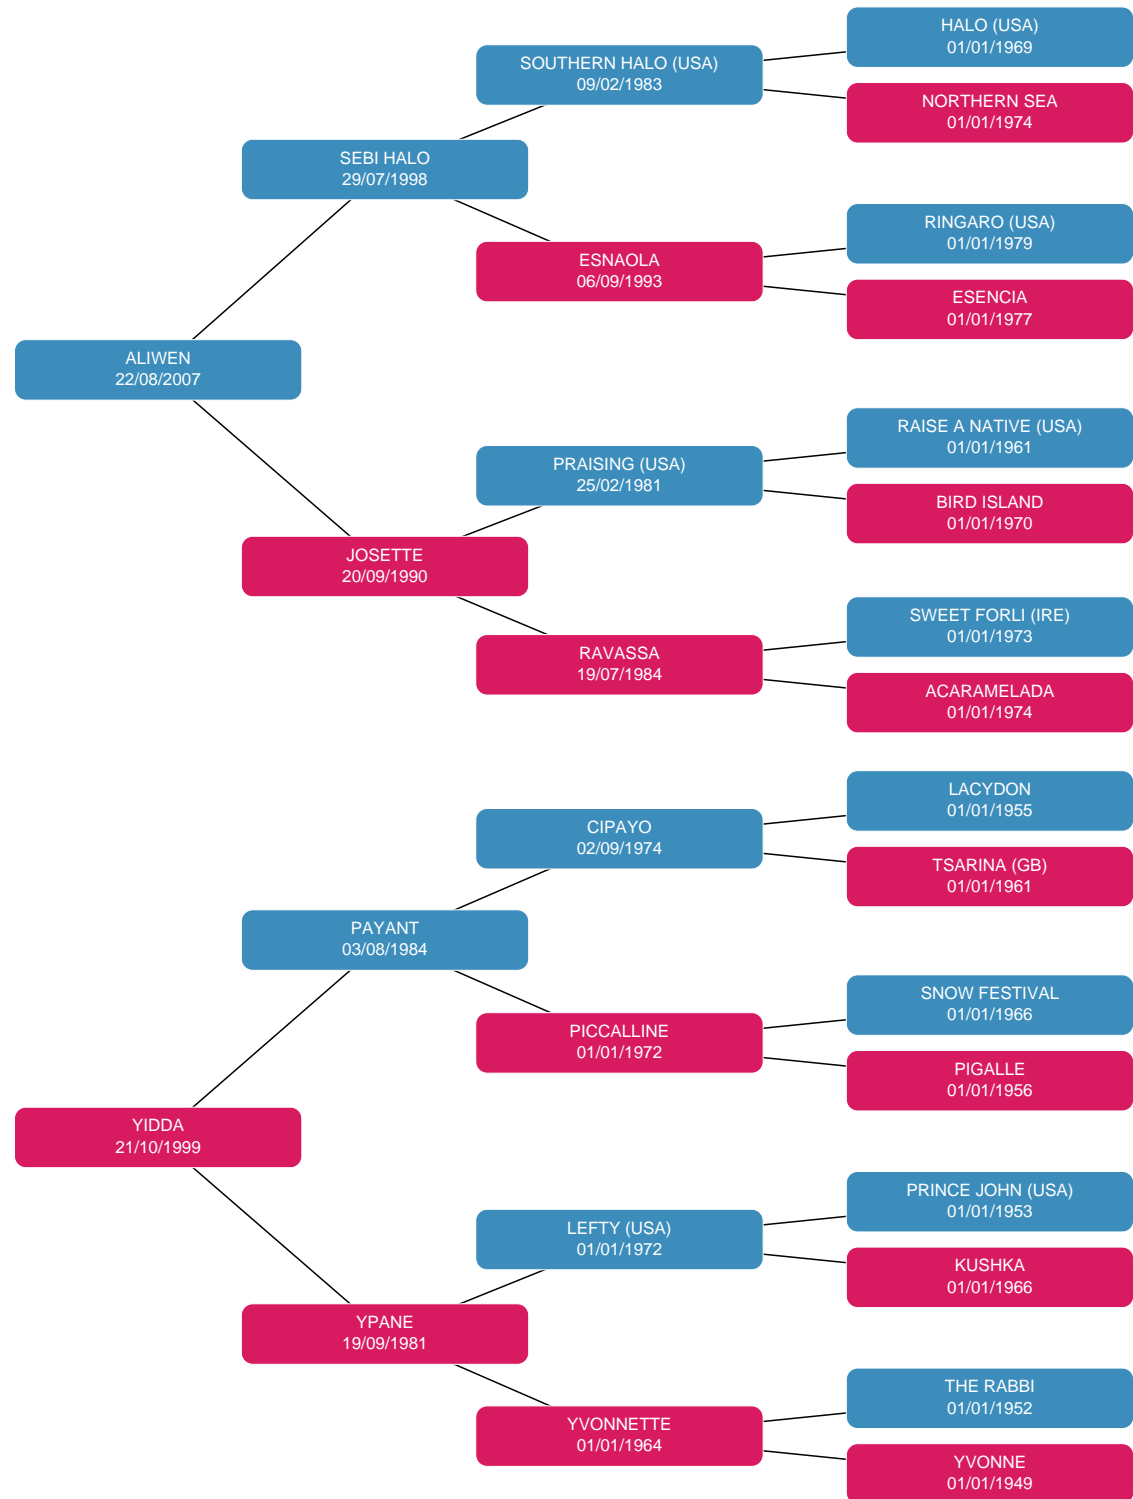 HALO (USA)
01/01/1969
SOUTHERN HALO (USA)
09/02/1983
NORTHERN SEA
01/01/1974
SEBI HALO
29/07/1998
RINGARO (USA)
01/01/1979
ESNAOLA
06/09/1993
ESENCIA
01/01/1977
ALIWEN
22/08/2007
RAISE A NATIVE (USA)
01/01/1961
PRAISING (USA)
25/02/1981
BIRD ISLAND
01/01/1970
JOSETTE
20/09/1990
SWEET FORLI (IRE)
01/01/1973
RAVASSA
19/07/1984
ACARAMELADA
01/01/1974
LACYDON
01/01/1955
CIPAYO
02/09/1974
TSARINA (GB)
01/01/1961
PAYANT
03/08/1984
SNOW FESTIVAL
01/01/1966
PICCALLINE
01/01/1972
PIGALLE
01/01/1956
YIDDA
21/10/1999
PRINCE JOHN (USA)
01/01/1953
LEFTY (USA)
01/01/1972
KUSHKA
01/01/1966
YPANE
19/09/1981
THE RABBI
01/01/1952
YVONNETTE
01/01/1964
YVONNE
01/01/1949